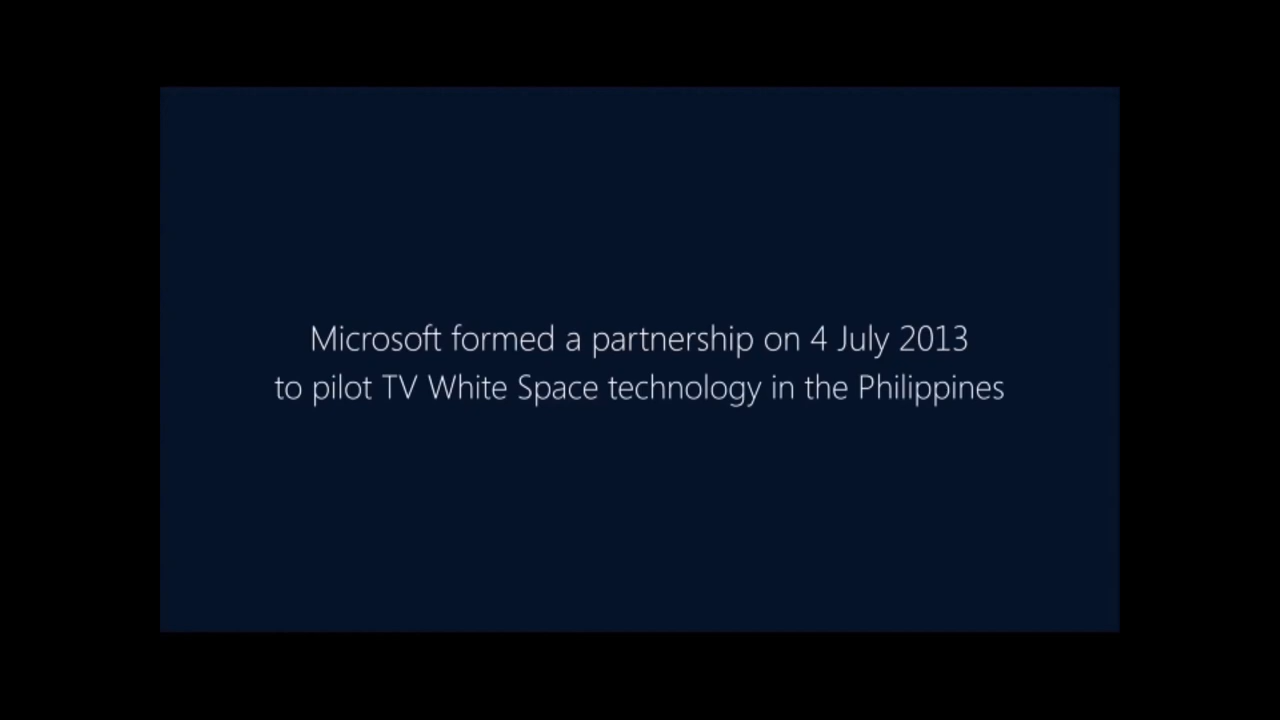 Microsoft formed a partnership on 4 July 2013
to pilot TV White Space technology in the Philippines